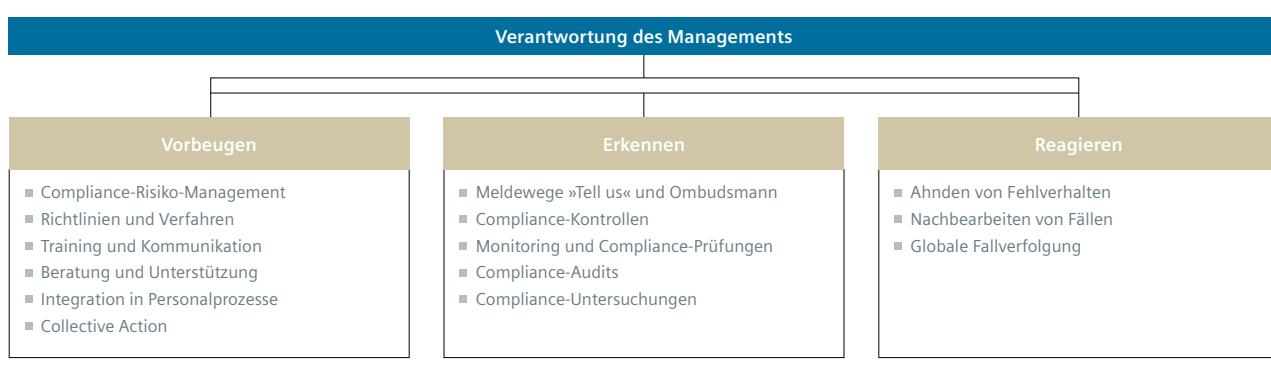 Verantwortung des Managements
Vorbeugen
Compliance-Risiko-Management
Richtlinien und Verfahren
Training und Kommunikation
Beratung und Unterstützung
Integration in Personalprozesse
Collective Action
Erkennen
Meldewege »Tell us« und Ombudsmann
Compliance-Kontrollen
Monitoring und Compliance-Prüfungen
Compliance-Audits
Compliance-Untersuchungen
Reagieren
Ahnden von Fehlverhalten
Nachbearbeiten von Fällen
Globale Fallverfolgung